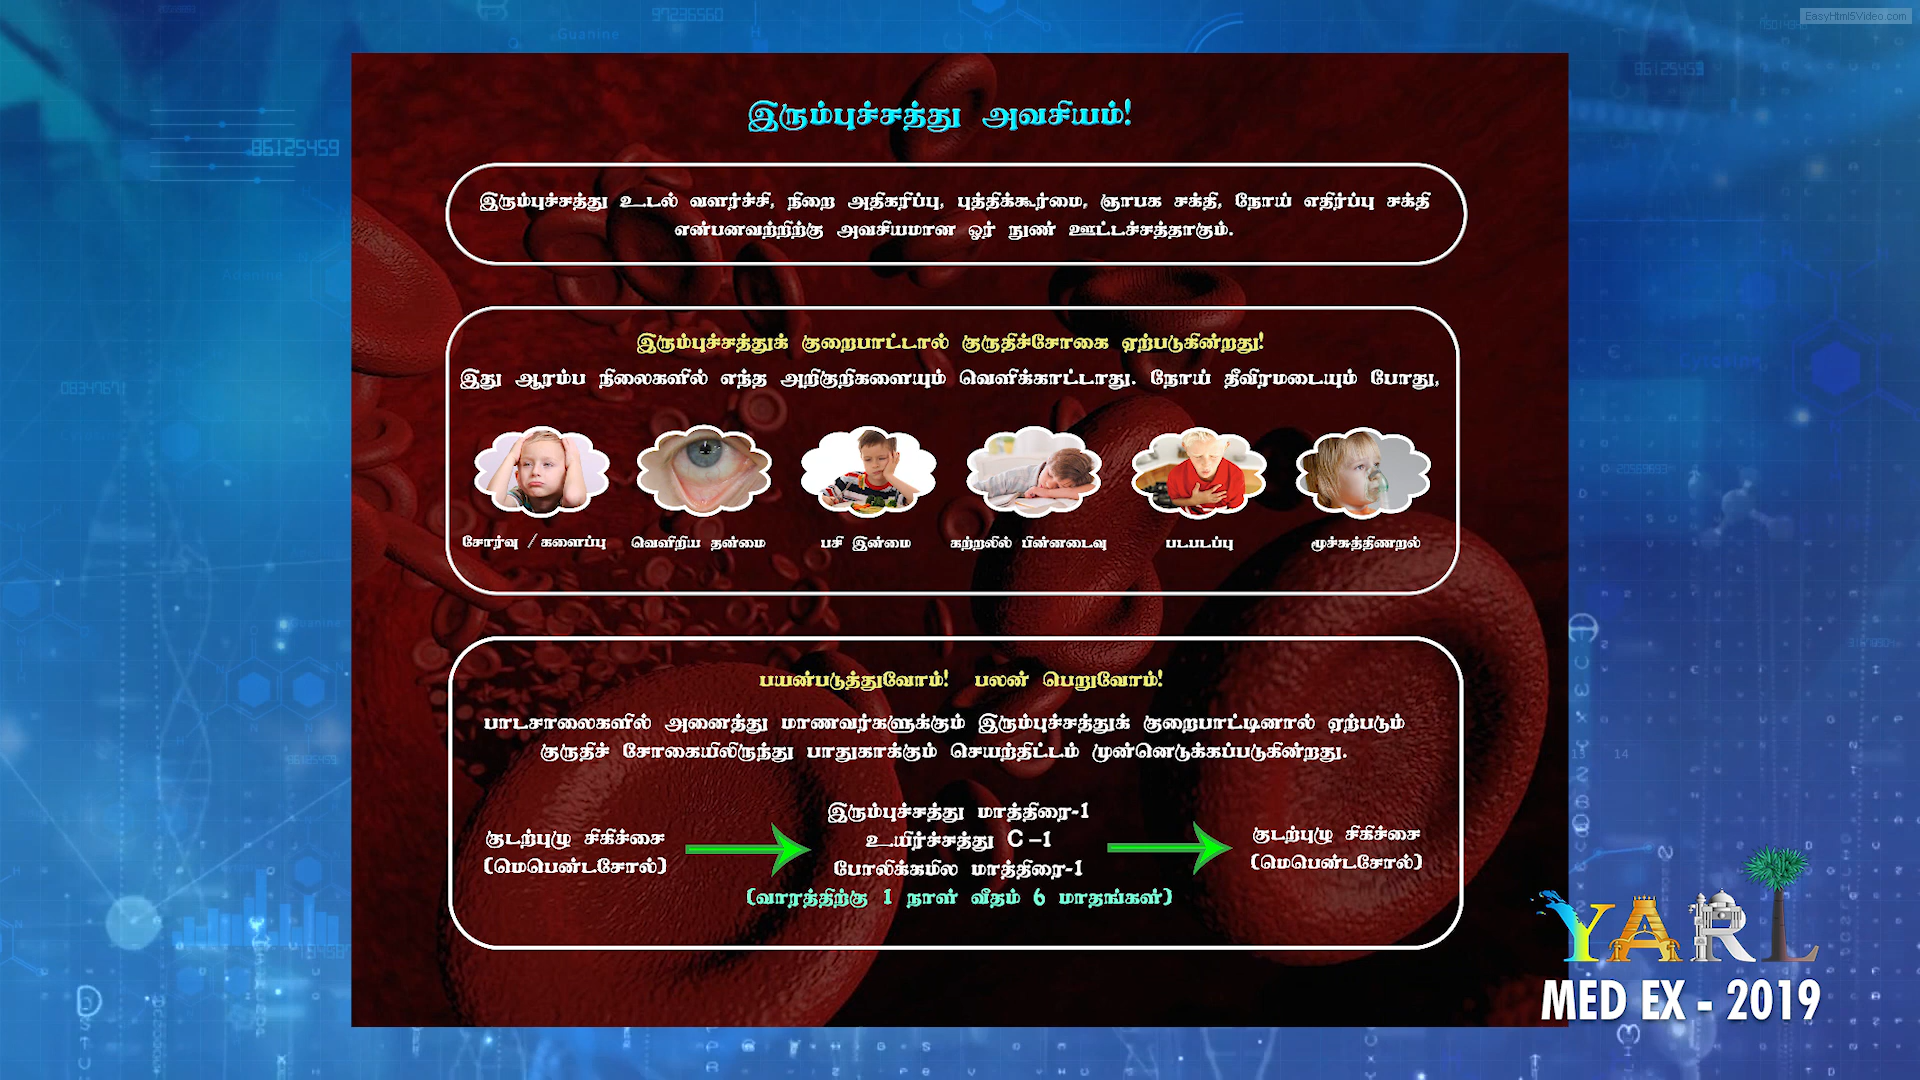 EasyHtml5Video.com
இரும்புச்சத்து அவசியம்!
இரும்புச்சத்து உடல் வளர்ச்சி, நிறை அதிகரிப்பு, புத்திக்கூர்மை, ஞாபக சக்தி, நோய் எதிர்ப்பு சக்தி
என்பனவற்றிற்கு அவசியமான ஓர் நுண் ஊட்டச்சத்தாகும்.
இரும்புச்சத்துக் குறைபாட்டால் குருதிச்சோகை ஏற்படுகின்றது!
இது ஆரம்ப நிலைகளில் எந்த அறிகுறிகளையும் வெளிக்காட்டாது. நோய் தீவிரமடையும் போது,
சோர்வு / களைப்பு வெளிறிய தன்மை பசி இன்மை கற்றலில் பின்னடைவு படபடப்பு மூச்சுத்திணறல்
பயன்படுத்துவோம்! பலன் பெறுவோம்!
பாடசாலைகளில் அனைத்து மாணவர்களுக்கும் இரும்புச்சத்துக் குறைபாட்டினால் ஏற்படும்
குருதிச் சோகையிலிருந்து பாதுகாக்கும் செயற்திட்டம் முன்னெடுக்கப்படுகின்றது.
குடற்புழு சிகிச்சை
(மெபெண்டசோல்)
இரும்புச்சத்து மாத்திரை-1
உயிர்ச்சத்து C -1
போலிக்கமில மாத்திரை-1
(வாரத்திற்கு 1 நாள் வீதம் 6 மாதங்கள்)
குடற்புழு சிகிச்சை
(மெபெண்டசோல்)
YARL
MED EX - 2019